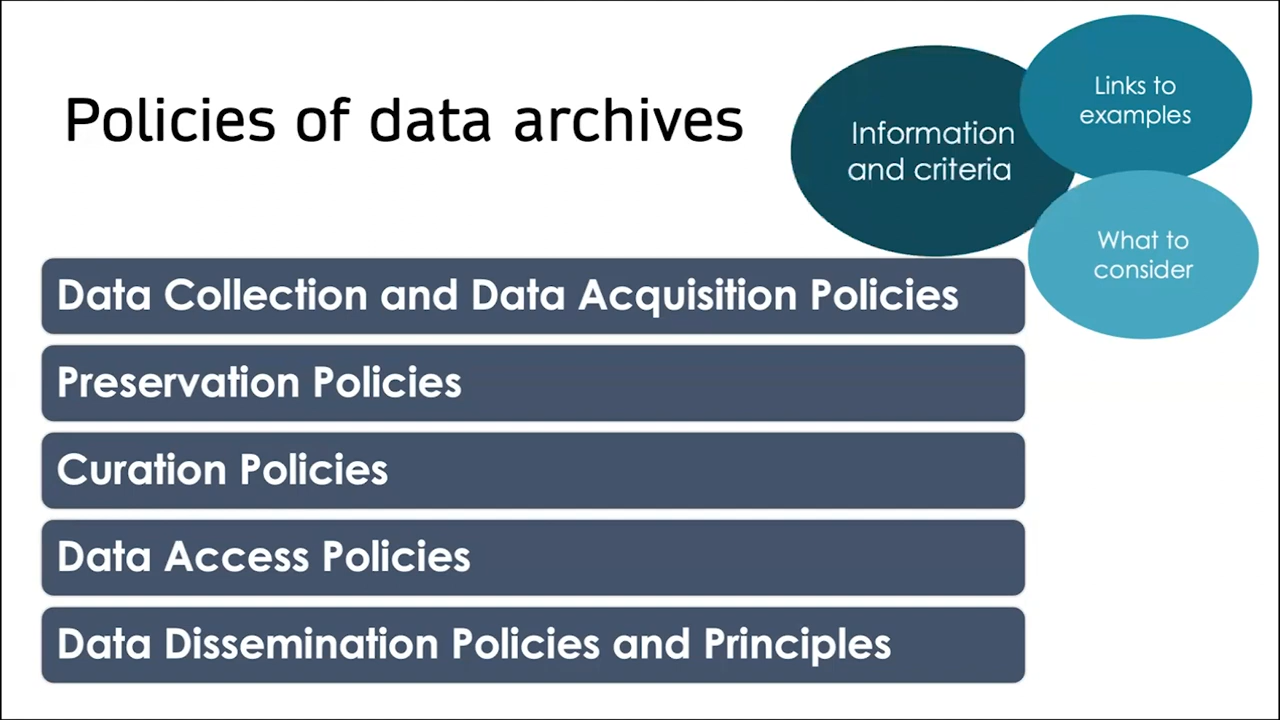 Policies of data archives
Information
and criteria
Links to
examples
What to
consider
Data Collection and Data Acquisition Policies
Preservation Policies
Curation Policies
Data Access Policies
Data Dissemination Policies and Principles